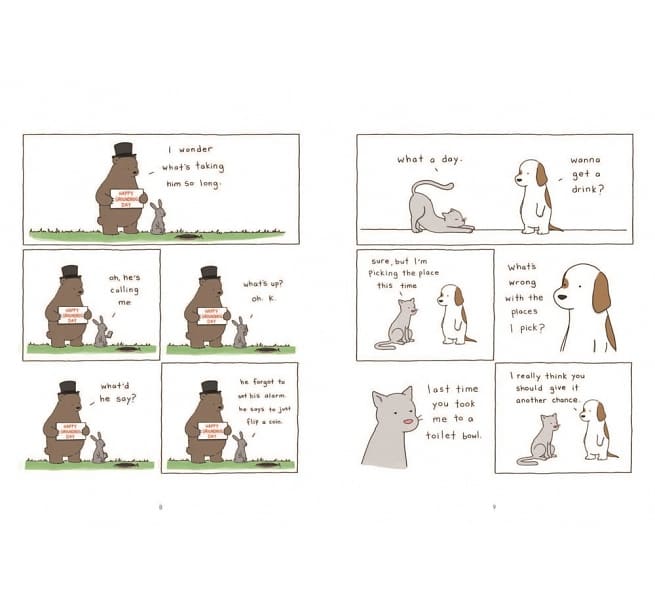 I wonder
what's taking
him so long.
HAPPY
GROUNDHOG
DAY
oh, he's
calling
me
HAPPY
GROUNDHOG
DAY
what's up?
oh. k.
HAPPY
GROUNDHOG
DAY
what'd
he say?
HAPPY
GROUNDHOG
DAY
he forgot to
set his alarm.
he says to just
flip a coin.
HAPPY
GROUNDHOG
DAY
8
what a day.
wanna
get a
drink?
sure, but I'm
picking the place
this time
what's
wrong
with the
places
I pick?
last time
you took
me to a
toilet bowl.
I really think you
should give it
another chance.
9